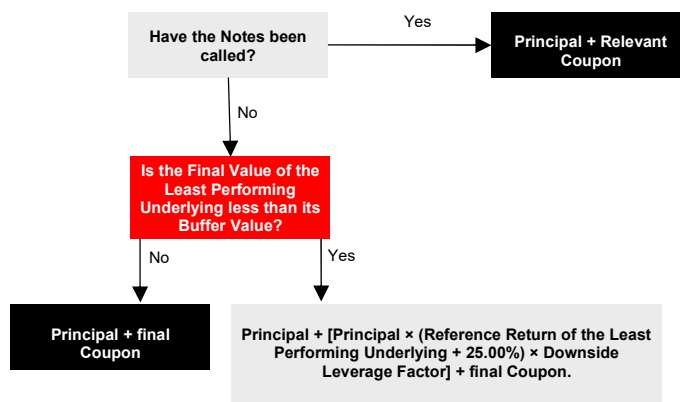 Have the Notes been
called?
Yes
Principal + Relevant
Coupon
No
Is the Final Value of the
Least Performing
Underlying less than its
Buffer Value?
No
Yes
Principal + final
Coupon
Principal + [Principal × (Reference Return of the Least
Performing Underlying + 25.00%) × Downside
Leverage Factor] + final Coupon.